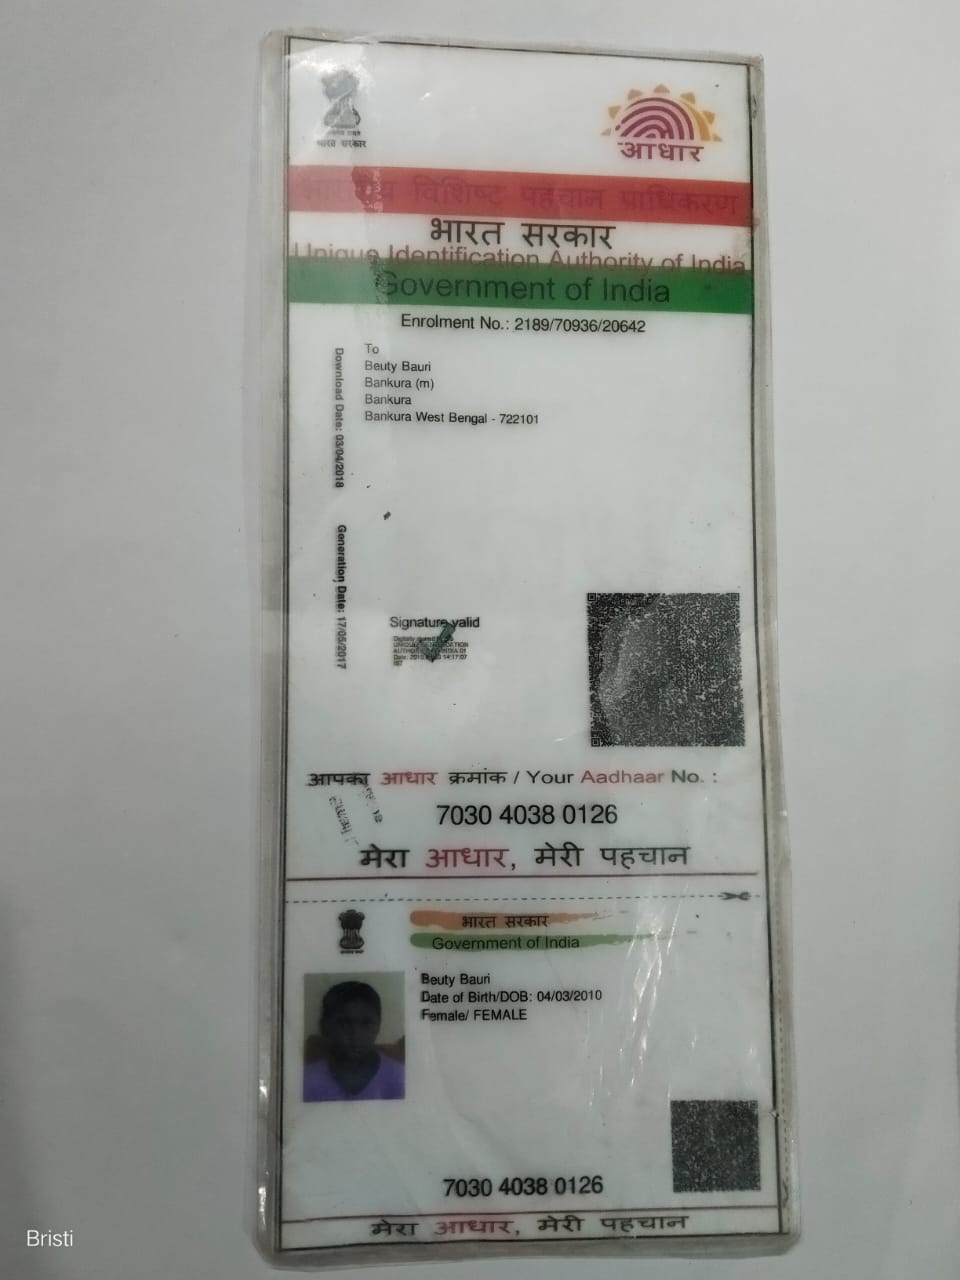 भारत सरकार
आधार
भारतीय विशिष्ट पहचान प्राधिकरण
भारत सरकार
Unique Identification Authority of India
Government of India
Enrolment No.: 2189/70936/20642
Download Date: 03/04/2018
Generation Date: 17/05/2017
To
Beuty Bauri
Bankura (m)
Bankura
Bankura West Bengal - 722101
Signature valid
आपका आधार क्रमांक / Your Aadhaar No. :
7030 4038 0126
मेरा आधार, मेरी पहचान
भारत सरकार
Government of India
Beuty Bauri
Date of Birth/DOB: 04/03/2010
Female/ FEMALE
7030 4038 0126
मेरा आधार, मेरी पहचान
Bristi